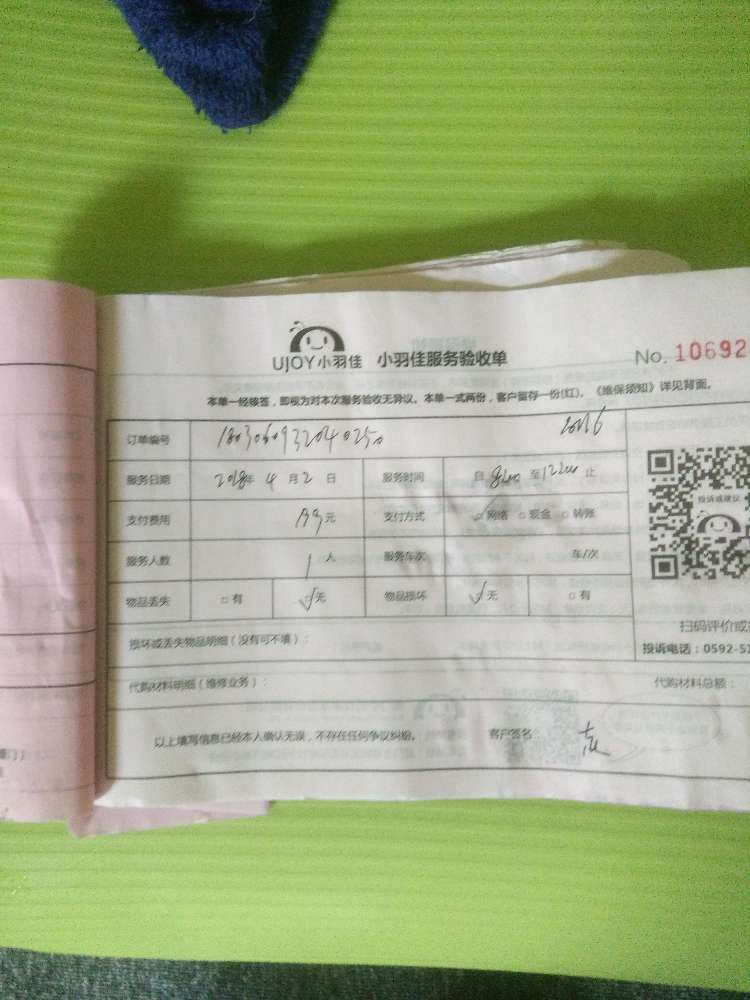 UJOY小羽佳 小羽佳服务验收单 No. 10692
本单一经接签，即视为对本次服务验收无异议。本单一式两份，客户留存一份(红)。《维保须知》详见背面。
订单编号
服务日期 2018年 4 月 2 日 服务时间 自 至 止
支付费用 元 支付方式 网络 现金 转账
服务人数 1 人 服务车次 车/次
物品丢失 有 无 物品损坏 无 有
投诉或建议
扫码评价或
投诉电话：0592-51
损坏或丢失物品明细（没有可不填）：
代购材料明细（维修业务）： 代购材料总额：
以上填写信息已经本人确认无误，不存在任何争议纠纷。 客户签名：